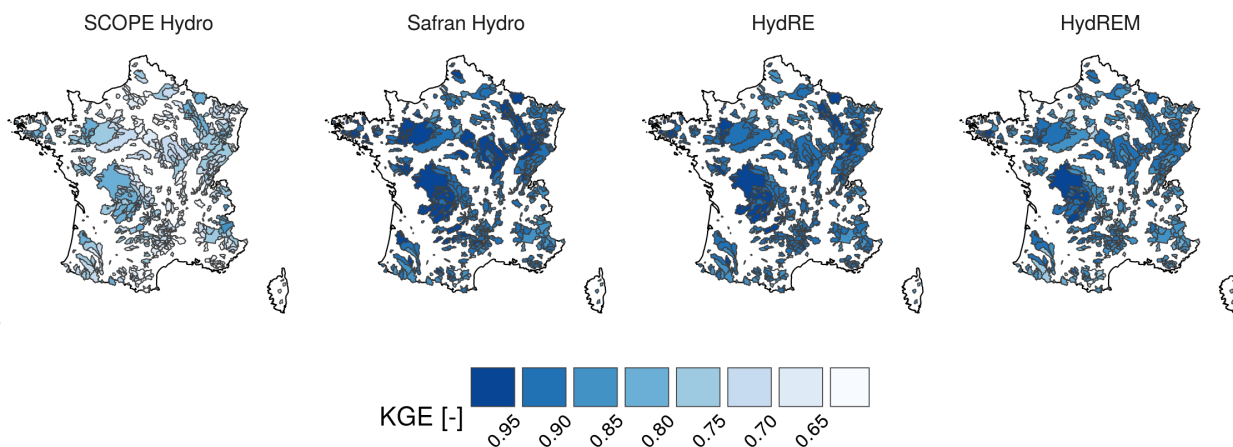 SCOPE Hydro
Safran Hydro
HydRE
HydREM
KGE [-]
0.95
0.90
0.85
0.80
0.75
0.70
0.65